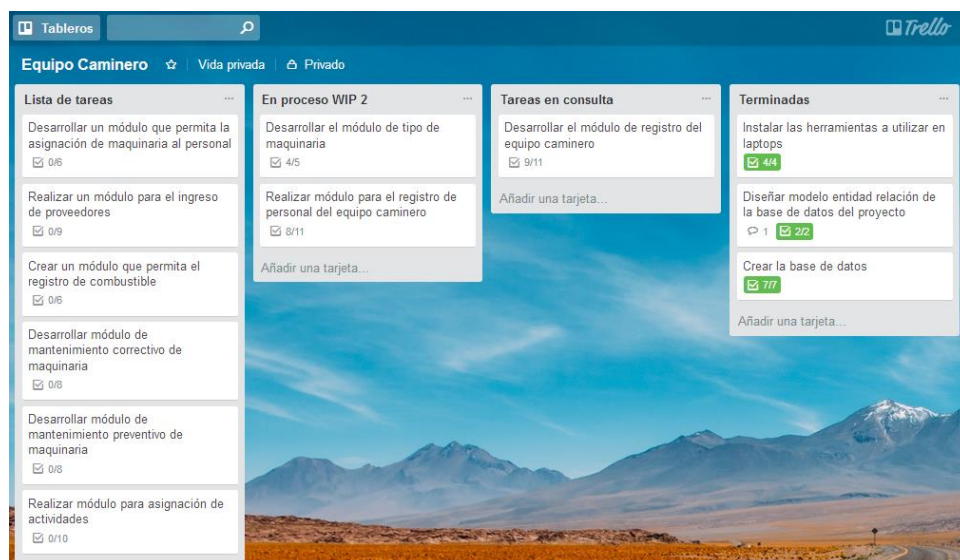 Tableros
Trello
Equipo Caminero
Vida privada
Privado
Lista de tareas
Desarrollar un módulo que permita la
asignación de maquinaria al personal
0/6
Realizar un módulo para el ingreso
de proveedores
0/9
Crear un módulo que permita el
registro de combustible
0/6
Desarrollar módulo de
mantenimiento correctivo de
maquinaria
0/8
Desarrollar módulo de
mantenimiento preventivo de
maquinaria
0/8
Realizar módulo para asignación de
actividades
0/10
En proceso WIP 2
Desarrollar el módulo de tipo de
maquinaria
4/5
Realizar módulo para el registro de
personal del equipo caminero
8/11
Añadir una tarjeta...
Tareas en consulta
Desarrollar el módulo de registro del
equipo caminero
9/11
Añadir una tarjeta...
Terminadas
Instalar las herramientas a utilizar en
laptops
4/4
Diseñar modelo entidad relación de
la base de datos del proyecto
1 2/2
Crear la base de datos
7/7
Añadir una tarjeta...